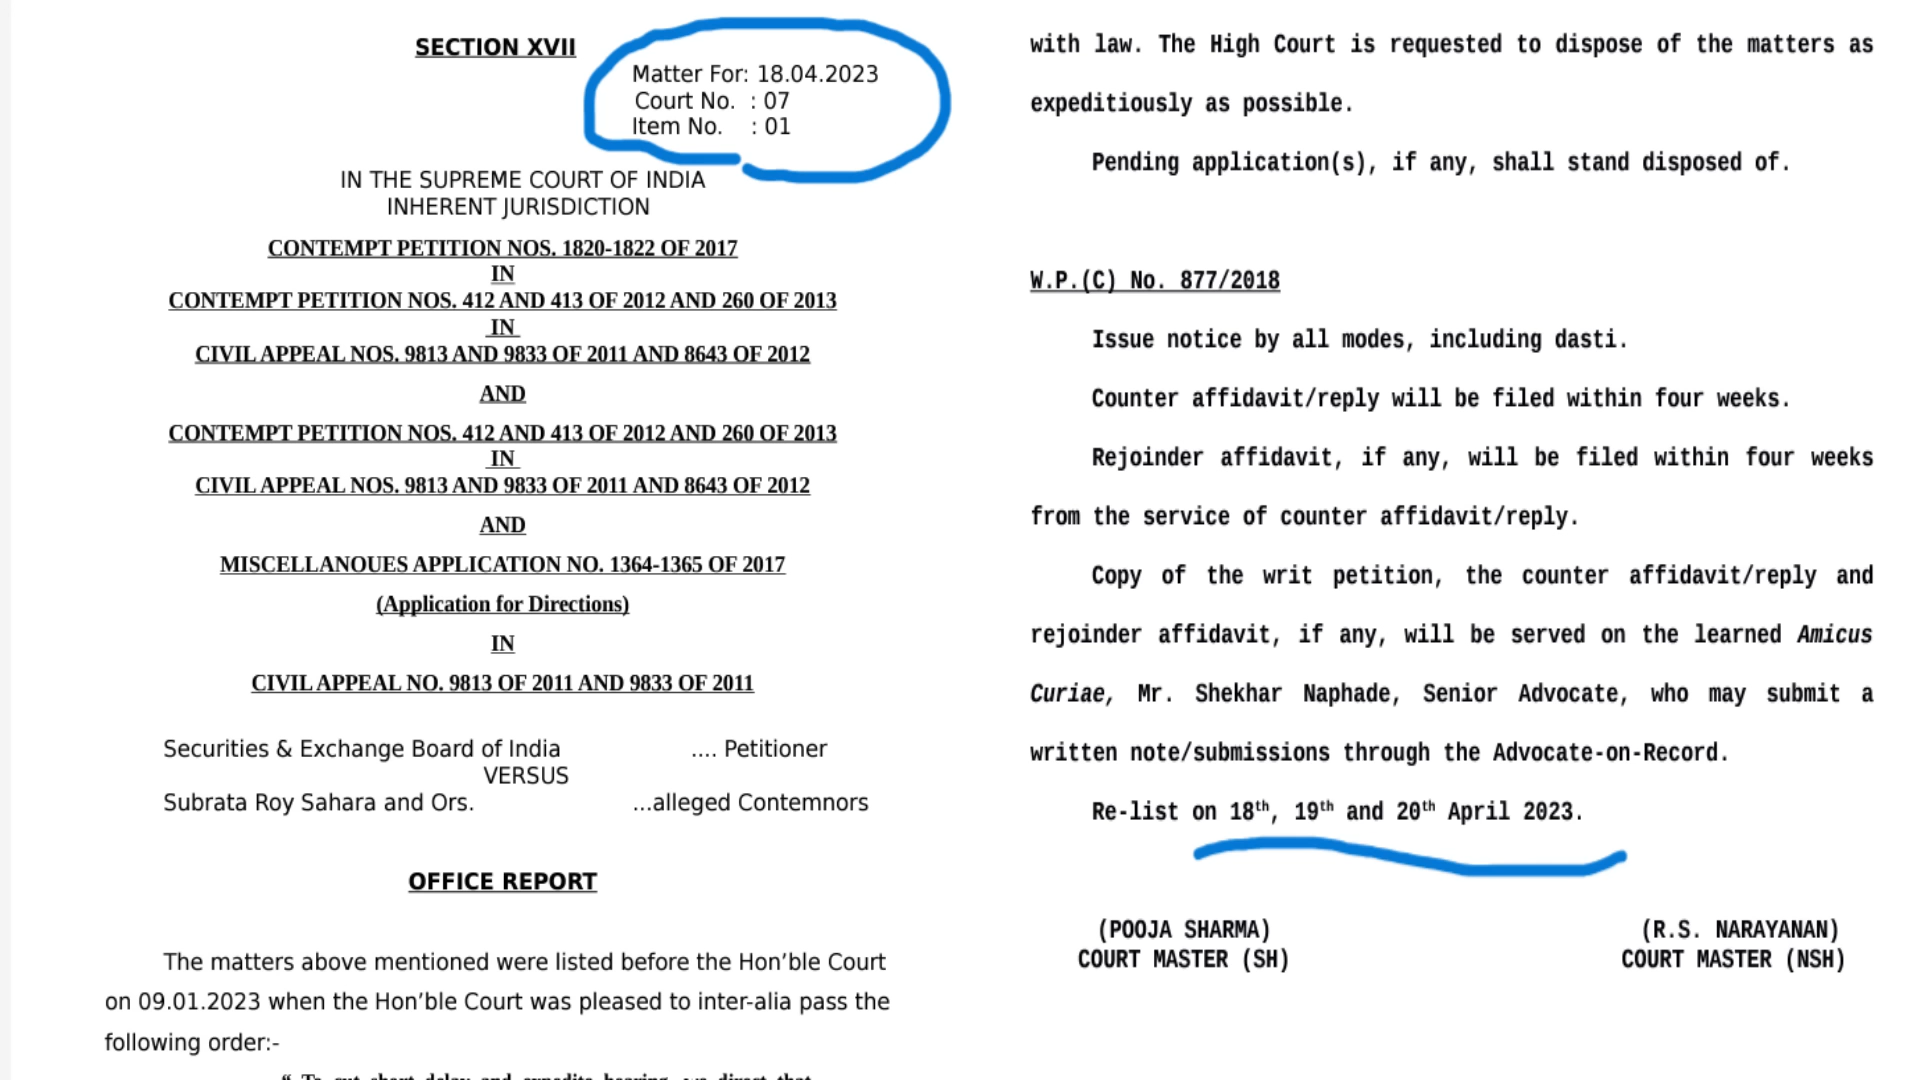 SECTION XVII
Matter For: 18.04.2023
Court No. : 07
Item No. : 01
IN THE SUPREME COURT OF INDIA
INHERENT JURISDICTION
CONTEMPT PETITION NOS. 1820-1822 OF 2017
IN
CONTEMPT PETITION NOS. 412 AND 413 OF 2012 AND 260 OF 2013
IN
CIVIL APPEAL NOS. 9813 AND 9833 OF 2011 AND 8643 OF 2012
AND
CONTEMPT PETITION NOS. 412 AND 413 OF 2012 AND 260 OF 2013
IN
CIVIL APPEAL NOS. 9813 AND 9833 OF 2011 AND 8643 OF 2012
AND
MISCELLANOUES APPLICATION NO. 1364-1365 OF 2017
(Application for Directions)
IN
CIVIL APPEAL NO. 9813 OF 2011 AND 9833 OF 2011
Securities & Exchange Board of India .... Petitioner
VERSUS
Subrata Roy Sahara and Ors. ...alleged Contemnors
OFFICE REPORT
The matters above mentioned were listed before the Hon’ble Court
on 09.01.2023 when the Hon’ble Court was pleased to inter-alia pass the
following order:-
“ To cut short delay and expedite hearing, we direct that
with law. The High Court is requested to dispose of the matters as
expeditiously as possible.
Pending application(s), if any, shall stand disposed of.
W.P.(C) No. 877/2018
Issue notice by all modes, including dasti.
Counter affidavit/reply will be filed within four weeks.
Rejoinder affidavit, if any, will be filed within four weeks
from the service of counter affidavit/reply.
Copy of the writ petition, the counter affidavit/reply and
rejoinder affidavit, if any, will be served on the learned Amicus
Curiae, Mr. Shekhar Naphade, Senior Advocate, who may submit a
written note/submissions through the Advocate-on-Record.
Re-list on 18th, 19th and 20th April 2023.
(POOJA SHARMA) (R.S. NARAYANAN)
COURT MASTER (SH) COURT MASTER (NSH)